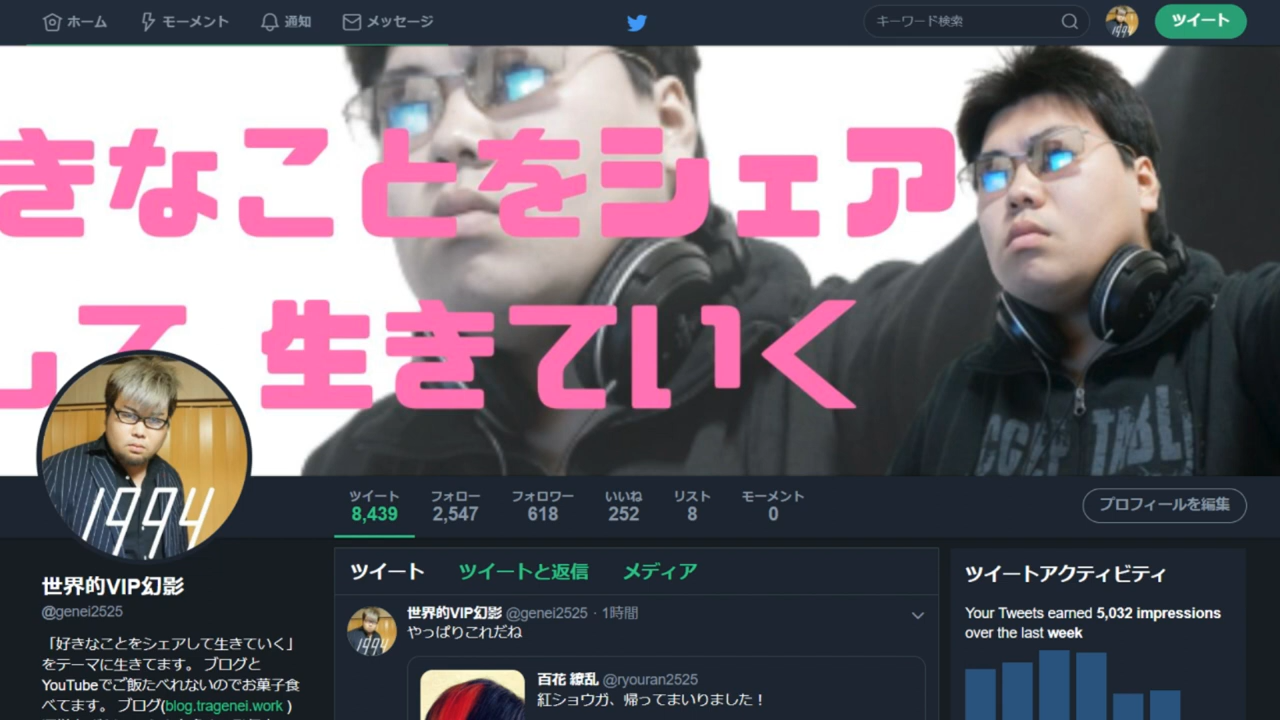 ホーム モーメント 通知 メッセージ キーワード検索 ツイート
きなことをシェア
して 生きていく
1994
ツイート フォロー フォロワー いいね リスト モーメント
8,439 2,547 618 252 8 0
プロフィールを編集
世界的VIP幻影
@genei2525
「好きなことをシェアして生きていく」
をテーマに生きてます。 ブログと
YouTubeでご飯たべれないのでお菓子食
べてます。 ブログ(blog.tragenei.work )
ツイート ツイートと返信 メディア
世界的VIP幻影 @genei2525 · 1時間
やっぱりこれだね
百花 繚乱 @ryouran2525
紅ショウガ、帰ってまいりました！
ツイートアクティビティ
Your Tweets earned 5,032 impressions
over the last week